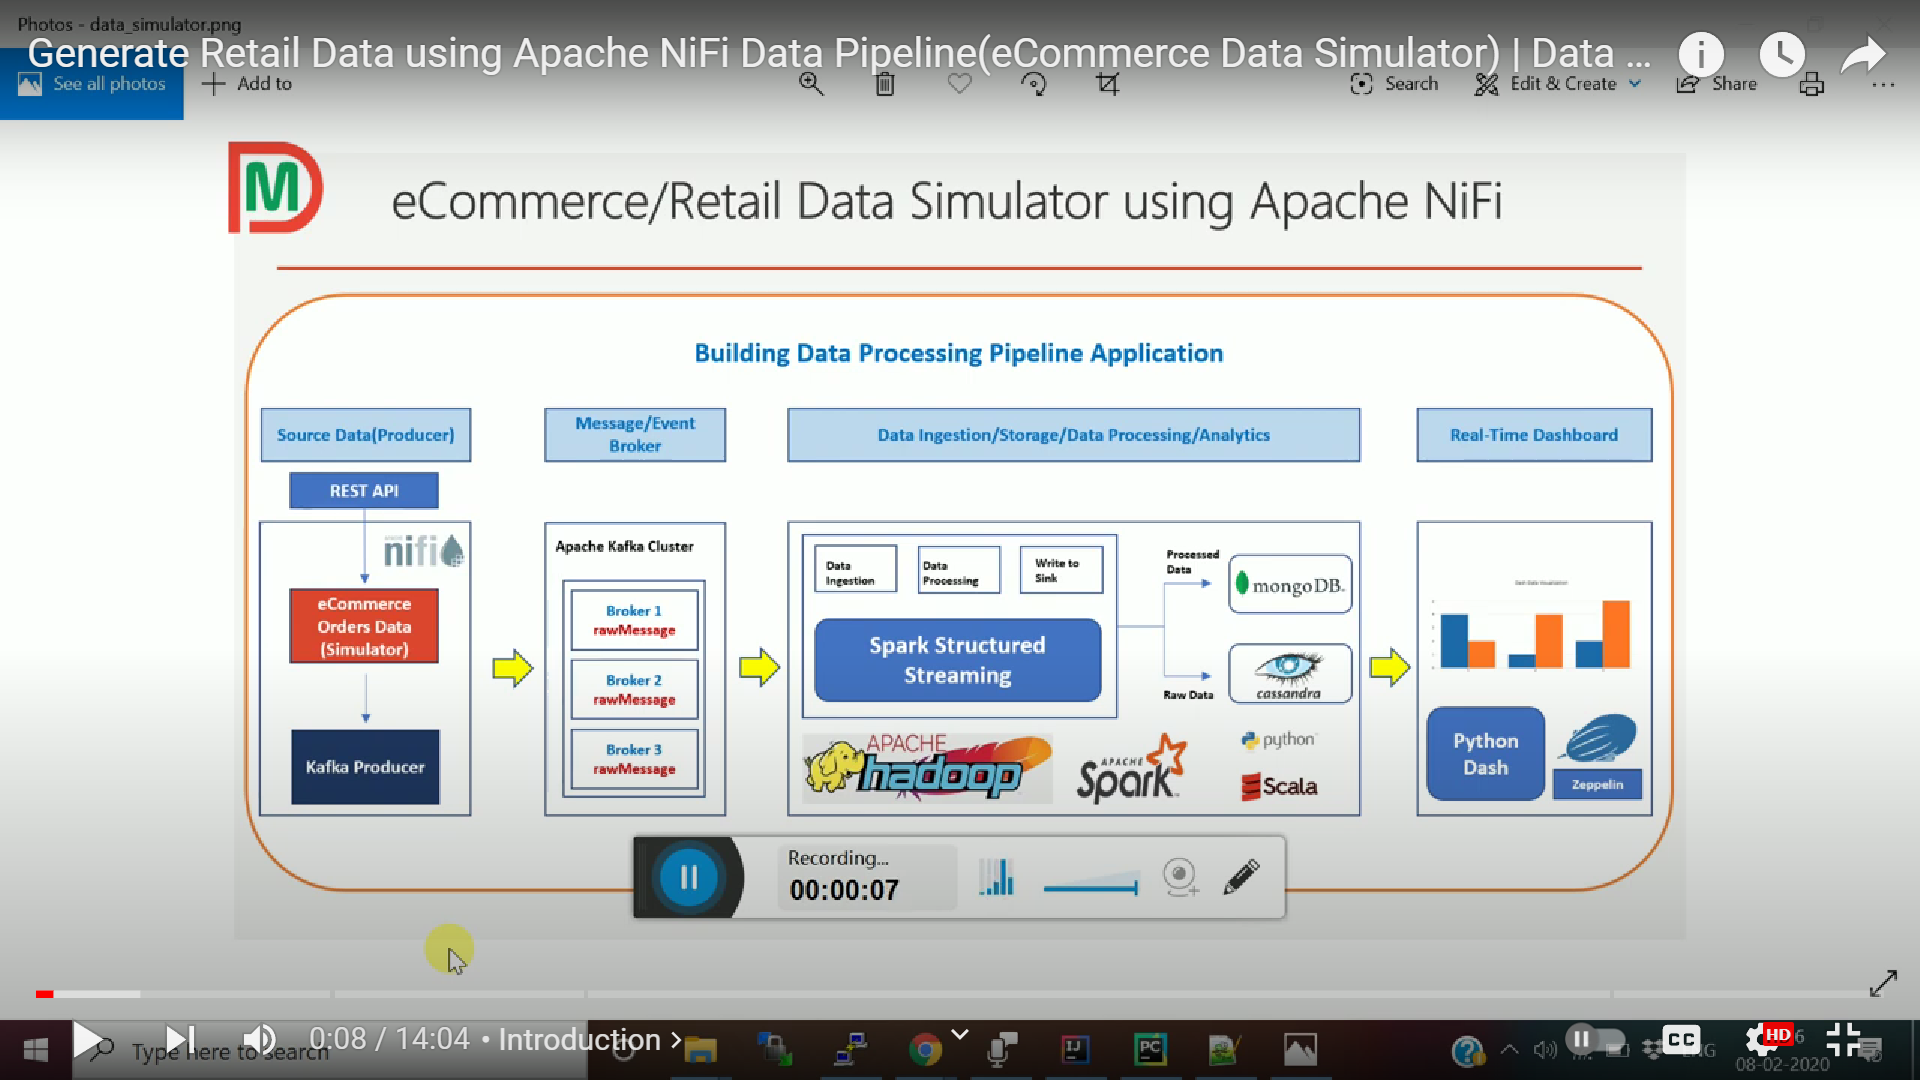 Photos - data_simulator.png
Generate Retail Data using Apache NiFi Data Pipeline(eCommerce Data Simulator) | Data ...
See all photos
Add to
Search
Edit & Create
Share
DM
eCommerce/Retail Data Simulator using Apache NiFi
Building Data Processing Pipeline Application
Source Data(Producer)
Message/Event
Broker
Data Ingestion/Storage/Data Processing/Analytics
Real-Time Dashboard
REST API
nifi
eCommerce
Orders Data
(Simulator)
Kafka Producer
Apache Kafka Cluster
Broker 1
rawMessage
Broker 2
rawMessage
Broker 3
rawMessage
Data
Ingestion
Data
Processing
Write to
Sink
Spark Structured
Streaming
Processed
Data
mongoDB.
Raw Data
cassandra
APACHE
hadoop
APACHE
Spark
python
Scala
Python
Dash
Zeppelin
Recording...
00:00:07
0:08 / 14:04 • Introduction
Type here to search
IJ
PC
CC
HD
08-02-2020